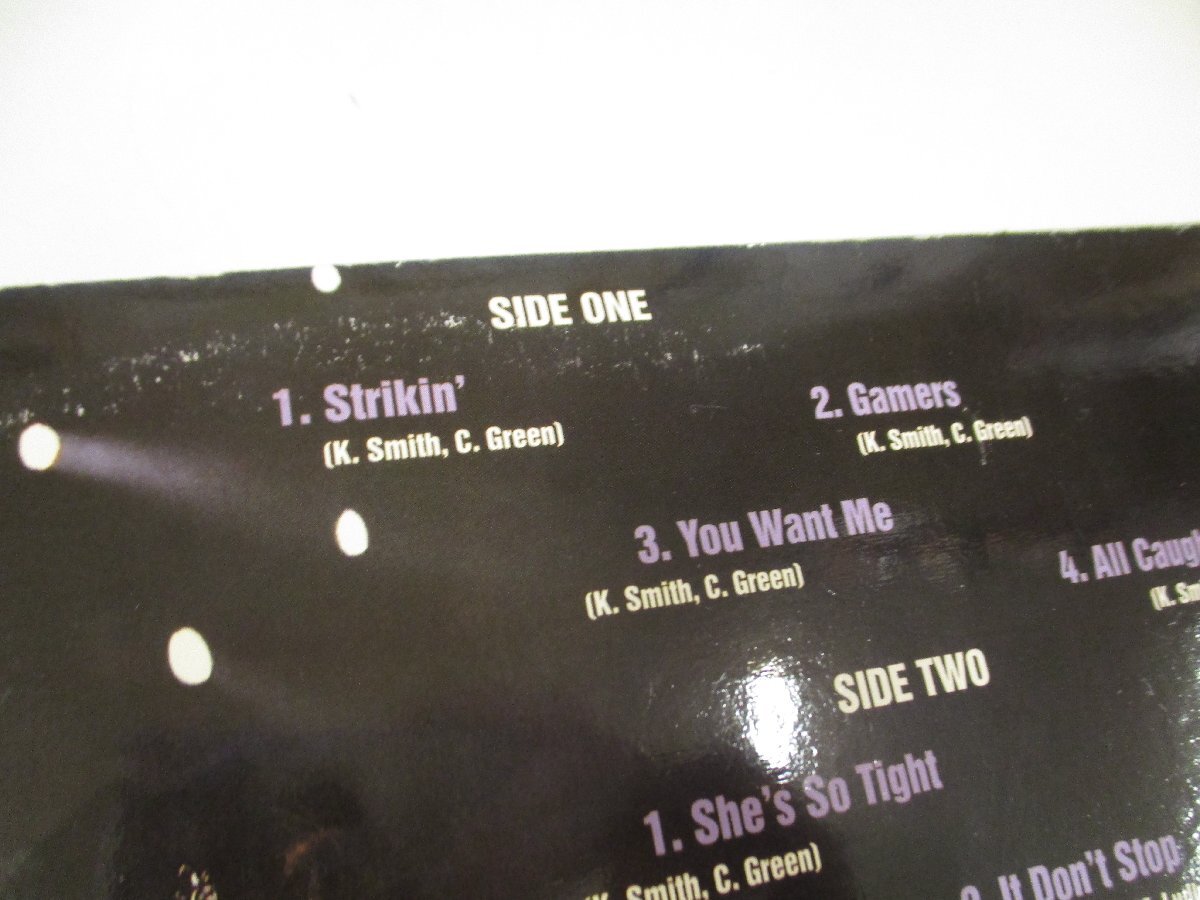 SIDE ONE
1. Strikin’
(K. Smith, C. Green)
2. Gamers
(K. Smith, C. Green)
3. You Want Me
(K. Smith, C. Green)
4. All
SIDE TWO
1. She's So Tight
Smith, C. Green)
It Don't Stop